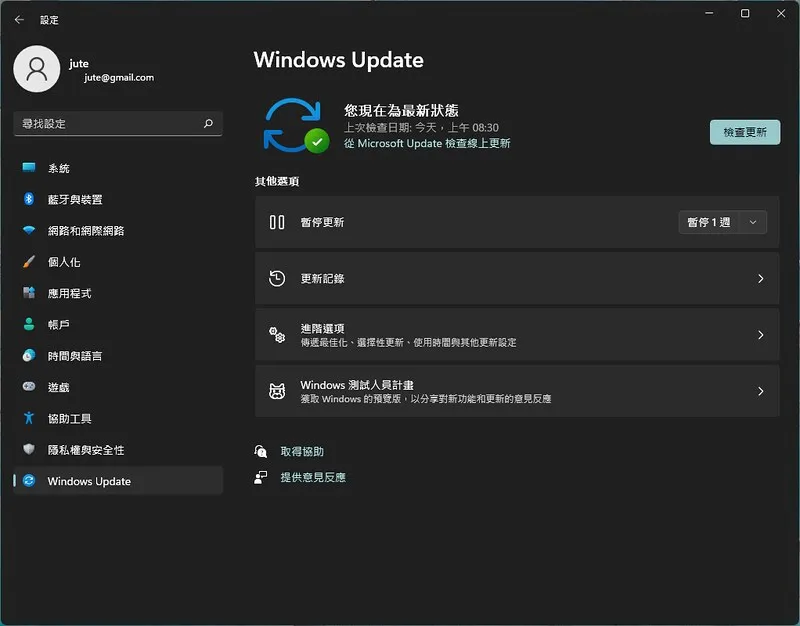 設定
jute
jute@gmail.com
尋找設定
系統
藍牙與裝置
網路和網際網路
個人化
應用程式
帳戶
時間與語言
遊戲
協助工具
隱私權與安全性
Windows Update
Windows Update
您現在為最新狀態
上次檢查日期: 今天，上午 08:30
從 Microsoft Update 檢查線上更新
檢查更新
其他選項
暫停更新
暫停 1 週
更新記錄
進階選項
傳遞最佳化、選擇性更新、使用時間與其他更新設定
Windows 測試人員計畫
獲取 Windows 的預覽版，以分享對新功能和更新的意見反應
取得協助
提供意見反應